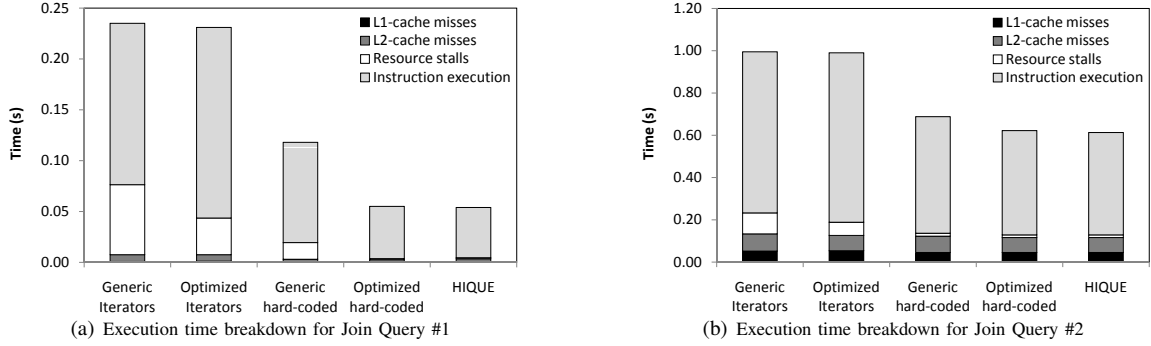 0.25
0.20
0.15
0.10
0.05
0.00
Time (s)
L1-cache misses
L2-cache misses
Resource stalls
Instruction execution
Generic Iterators
Optimized Iterators
Generic hard-coded
Optimized hard-coded
HIQUE
(a) Execution time breakdown for Join Query #1
1.20
1.00
0.80
0.60
0.40
0.20
0.00
Time (s)
L1-cache misses
L2-cache misses
Resource stalls
Instruction execution
Generic Iterators
Optimized Iterators
Generic hard-coded
Optimized hard-coded
HIQUE
(b) Execution time breakdown for Join Query #2